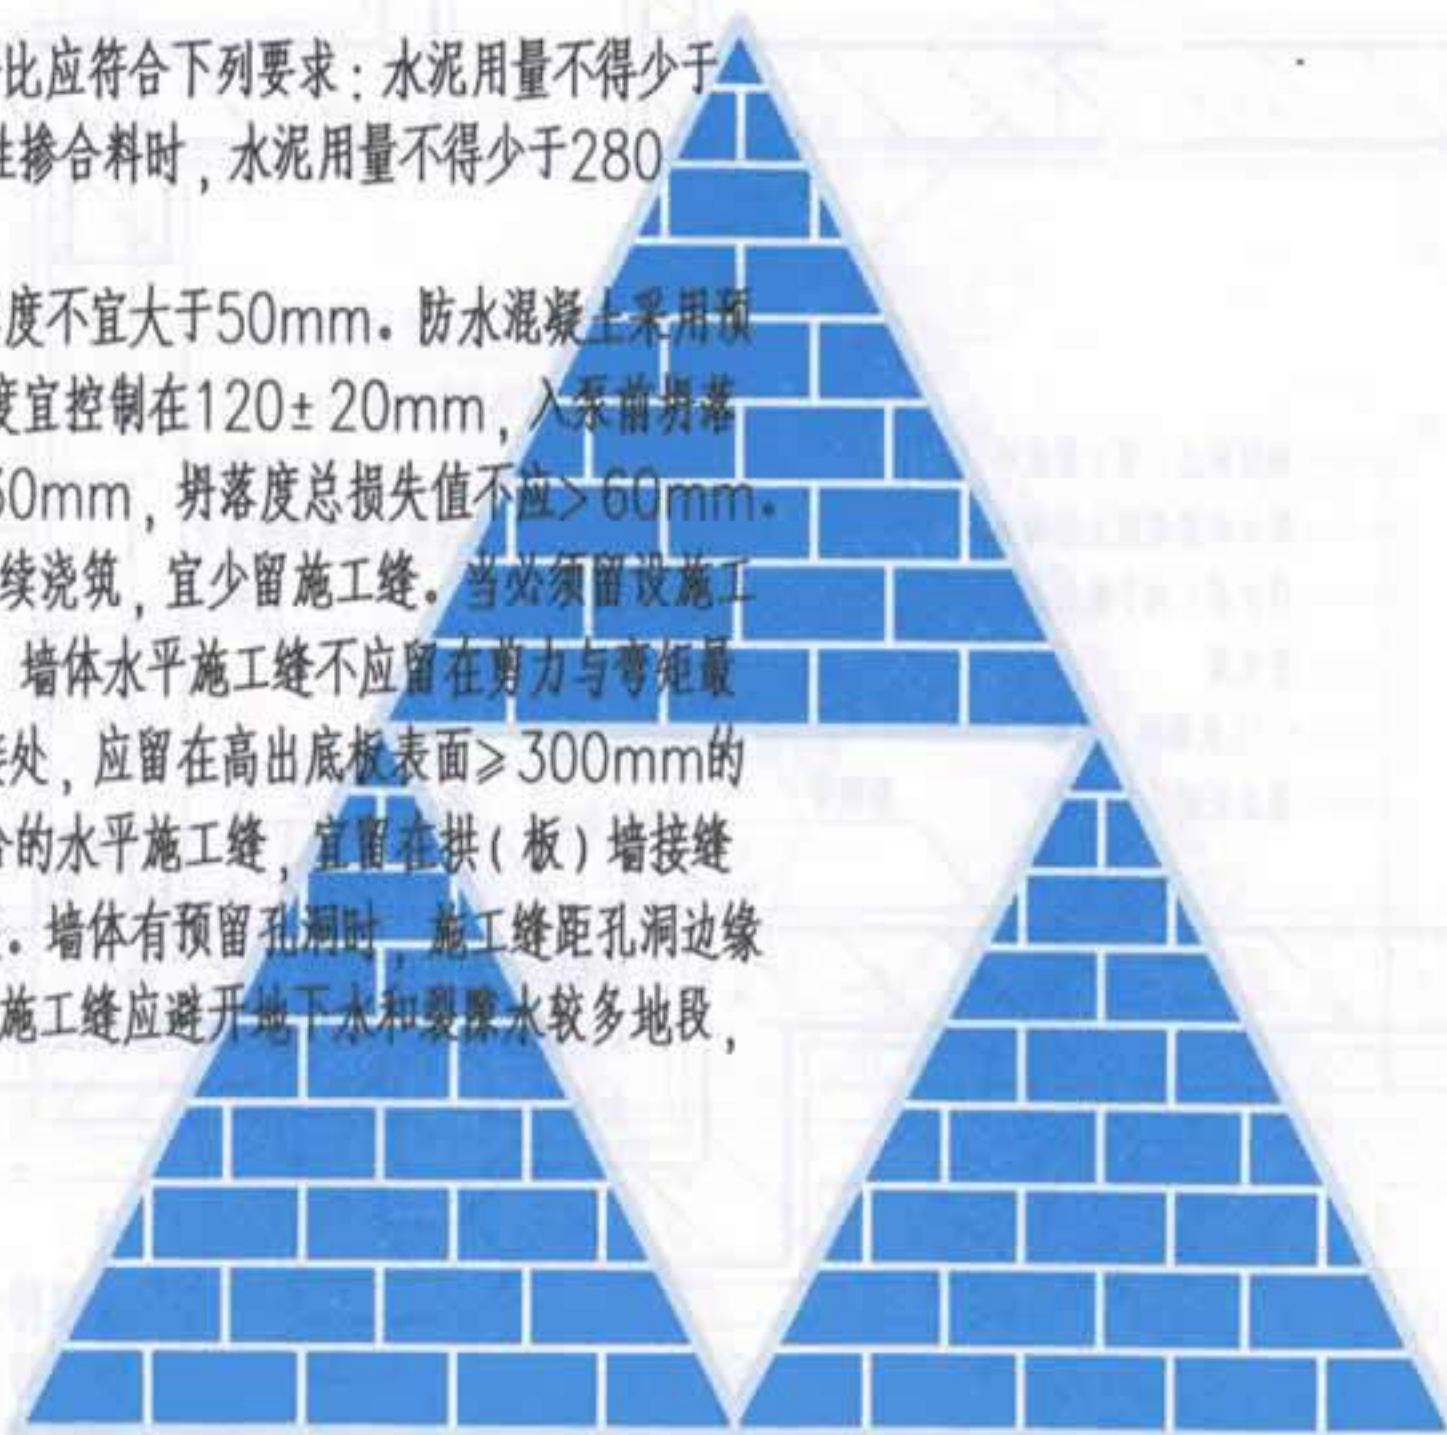 比应符合下列要求：水泥用量不得少于
性掺合料时，水泥用量不得少于280
度不宜大于50mm。防水混凝土采用预
度宜控制在120±20mm，入泵前坍落
30mm，坍落度总损失值不应>60mm。
续浇筑，宜少留施工缝。当必须留设施工
墙体水平施工缝不应留在剪力与弯矩最
接处，应留在高出底板表面≥300mm的
合的水平施工缝，宜留在拱(板)墙接缝
。墙体有预留孔洞时，施工缝距孔洞边缘
施工缝应避开地下水和裂隙水较多地段，